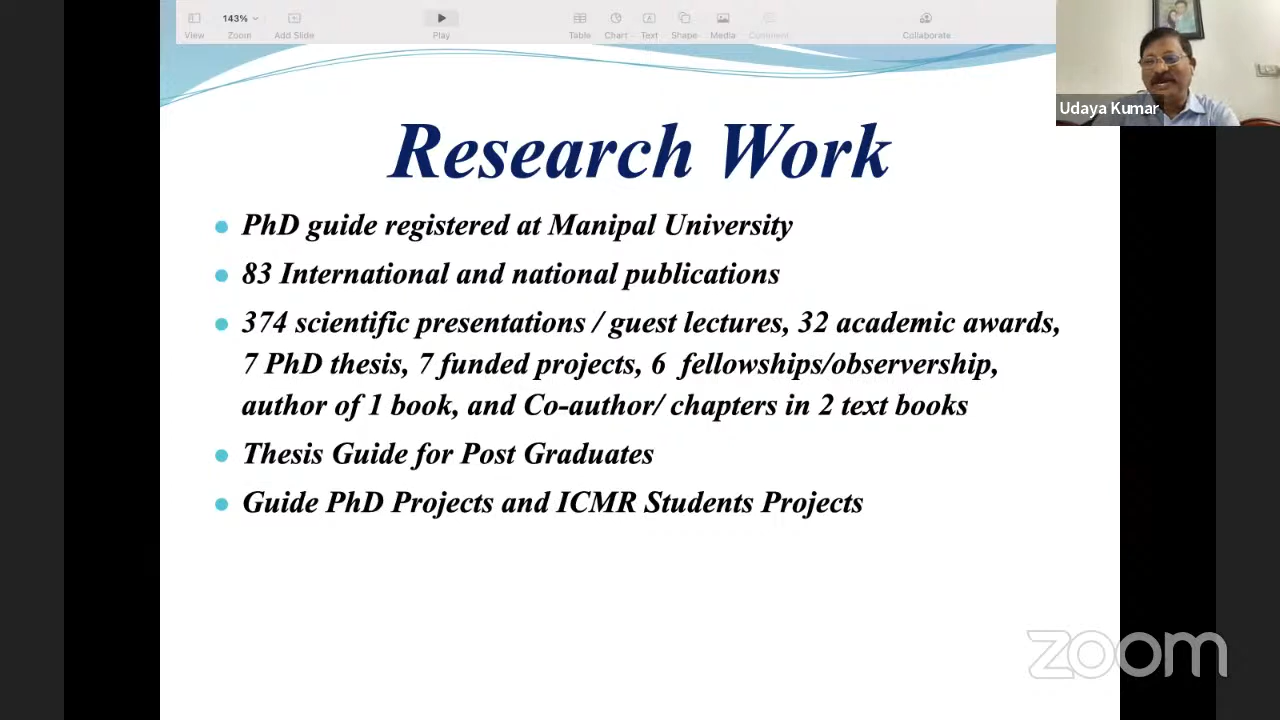 143%
View Zoom Add Slide Play Table Chart Text Shape Media Comment Collaborate
Udaya Kumar
Research Work
PhD guide registered at Manipal University
83 International and national publications
374 scientific presentations / guest lectures, 32 academic awards,
7 PhD thesis, 7 funded projects, 6 fellowships/observership,
author of 1 book, and Co-author/ chapters in 2 text books
Thesis Guide for Post Graduates
Guide PhD Projects and ICMR Students Projects
zoom